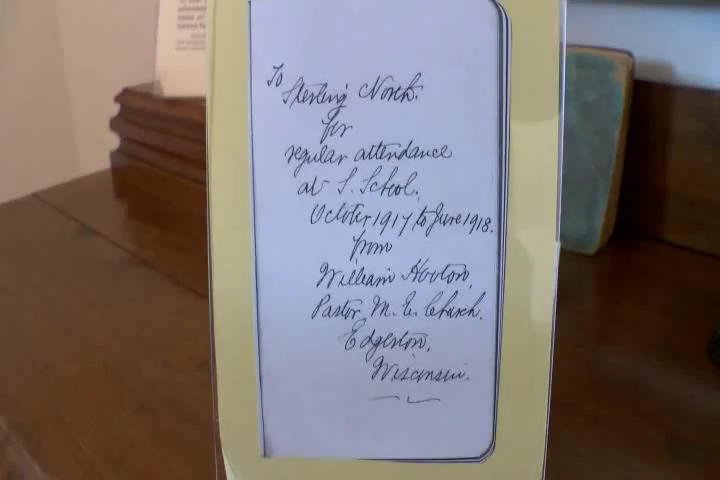 To
Sterling North.
for
regular attendance
at S. School.
October 1917 to June 1918.
from
William Hooton,
Pastor, M. E. Church.
Edgerton,
Wisconsin.